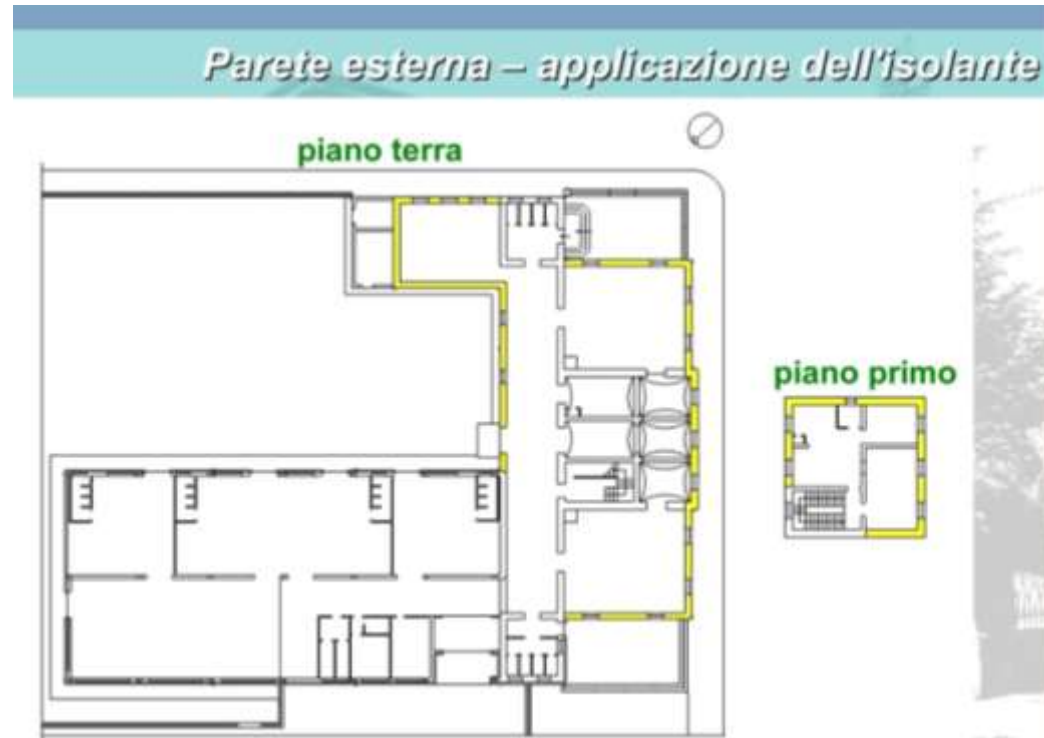 Parete esterna – applicazione dell'isolante
piano terra
piano primo